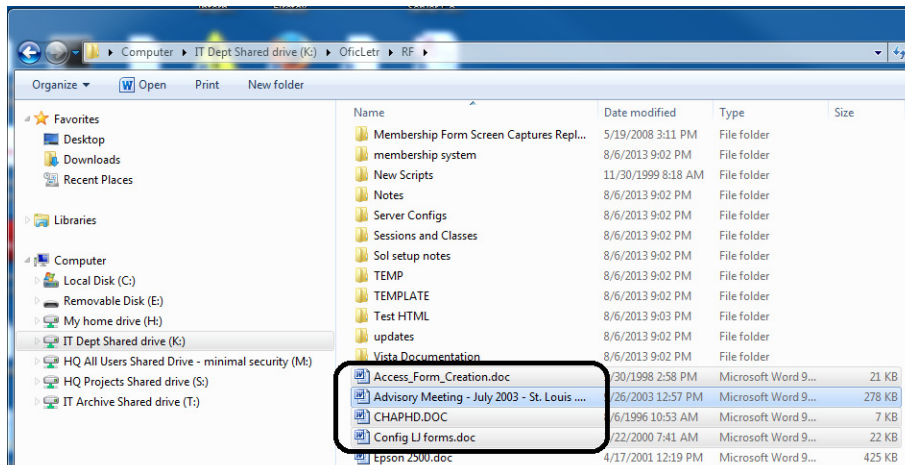 Computer ▸ IT Dept Shared drive (K:) ▸ OficLetr ▸ RF ▸
Organize ▾ Open Print New folder
Favorites
Desktop
Downloads
Recent Places
Libraries
Computer
Local Disk (C:)
Removable Disk (E:)
My home drive (H:)
IT Dept Shared drive (K:)
HQ All Users Shared Drive - minimal security (M:)
HQ Projects Shared drive (S:)
IT Archive Shared drive (T:)
Name Date modified Type Size
Membership Form Screen Captures Repl... 5/19/2008 3:11 PM File folder
membership system 8/6/2013 9:02 PM File folder
New Scripts 11/30/1999 8:18 AM File folder
Notes 8/6/2013 9:02 PM File folder
Server Configs 8/6/2013 9:02 PM File folder
Sessions and Classes 8/6/2013 9:02 PM File folder
Sol setup notes 8/6/2013 9:02 PM File folder
TEMP 8/6/2013 9:02 PM File folder
TEMPLATE 8/6/2013 9:02 PM File folder
Test HTML 8/6/2013 9:03 PM File folder
updates 8/6/2013 9:02 PM File folder
Vista Documentation 8/6/2013 9:02 PM File folder
Access_Form_Creation.doc /30/1998 2:58 PM Microsoft Word 9... 21 KB
Advisory Meeting - July 2003 - St. Louis .... /26/2003 12:57 PM Microsoft Word 9... 278 KB
CHAPHD.DOC /6/1996 10:53 AM Microsoft Word 9... 7 KB
Config LJ forms.doc /22/2000 7:41 AM Microsoft Word 9... 22 KB
Epson 2500.doc 4/17/2001 12:19 PM Microsoft Word 9... 425 KB